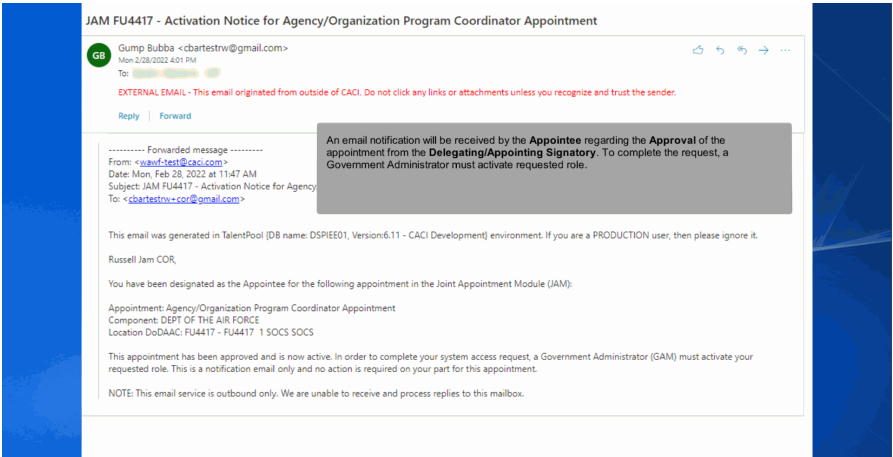 JAM FU4417 - Activation Notice for Agency/Organization Program Coordinator Appointment
GB
Gump Bubba <cbartestrw@gmail.com>
Mon 2/28/2022 4:01 PM
To:
EXTERNAL EMAIL - This email originated from outside of CACI. Do not click any links or attachments unless you recognize and trust the sender.
Reply Forward
An email notification will be received by the Appointee regarding the Approval of the
appointment from the Delegating/Appointing Signatory. To complete the request, a
Government Administrator must activate requested role.
---------- Forwarded message ---------
From: <wawf-test@caci.com>
Date: Mon, Feb 28, 2022 at 11:47 AM
Subject: JAM FU4417 - Activation Notice for Agency
To: <cbartestrw+cor@gmail.com>
This email was generated in TalentPool {DB name: DSPIEE01, Version:6.11 - CACI Development} environment. If you are a PRODUCTION user, then please ignore it.
Russell Jam COR,
You have been designated as the Appointee for the following appointment in the Joint Appointment Module (JAM):
Appointment: Agency/Organization Program Coordinator Appointment
Component: DEPT OF THE AIR FORCE
Location DoDAAC: FU4417 - FU4417 1 SOCS SOCS
This appointment has been approved and is now active. In order to complete your system access request, a Government Administrator (GAM) must activate your
requested role. This is a notification email only and no action is required on your part for this appointment.
NOTE: This email service is outbound only. We are unable to receive and process replies to this mailbox.